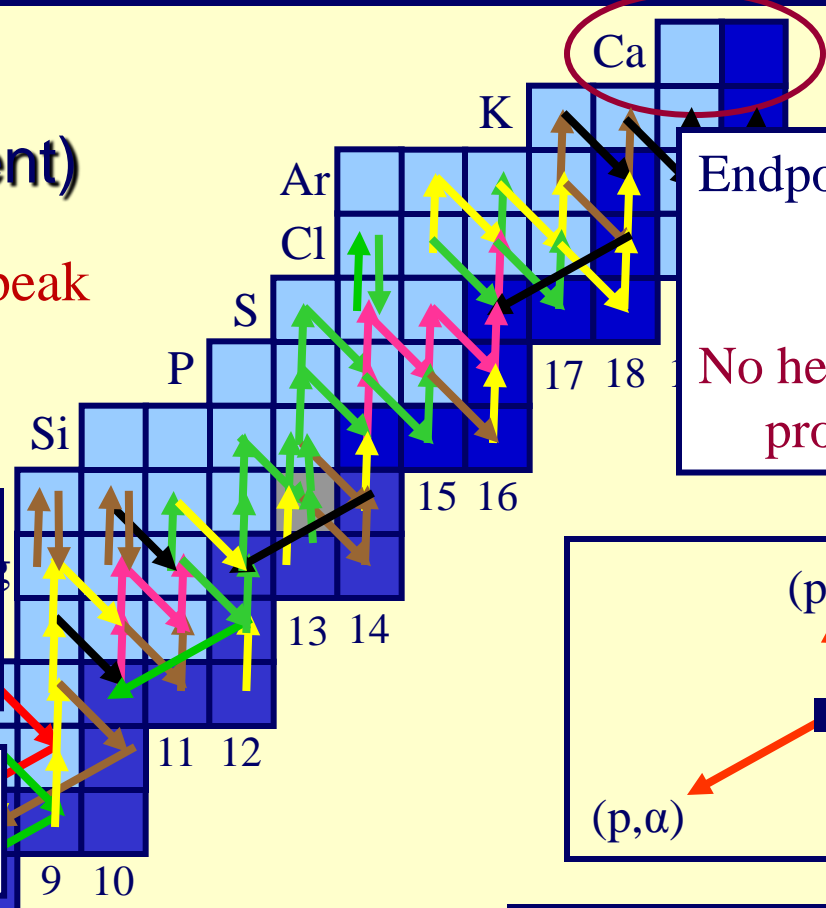 Ca
K
ent)
Ar
Endpo
Cl
peak
S
P
17 18
No he
pro
Si
15 16
13 14
(p
11 12
(p,α)
9 10